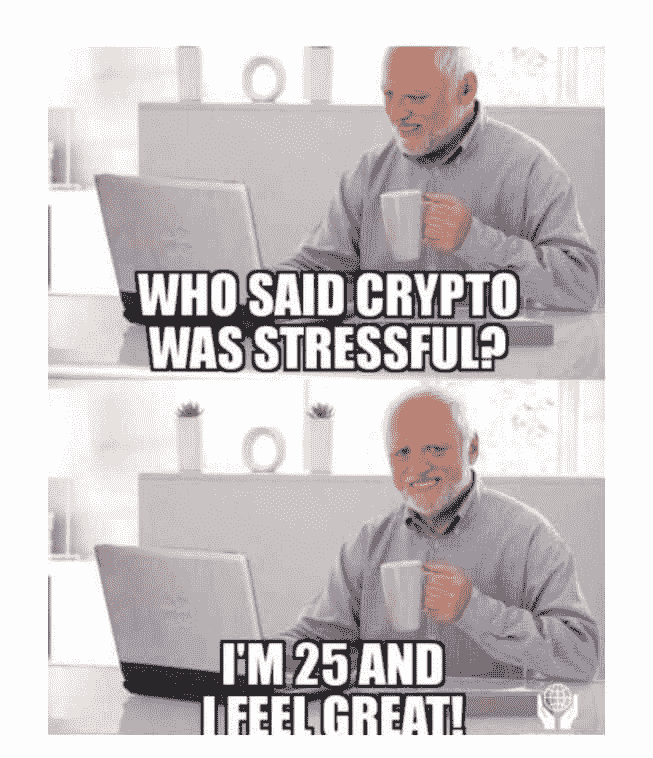 WHO SAID CRYPTO
WAS STRESSFUL?
I'M 25 AND
I FEEL GREAT!